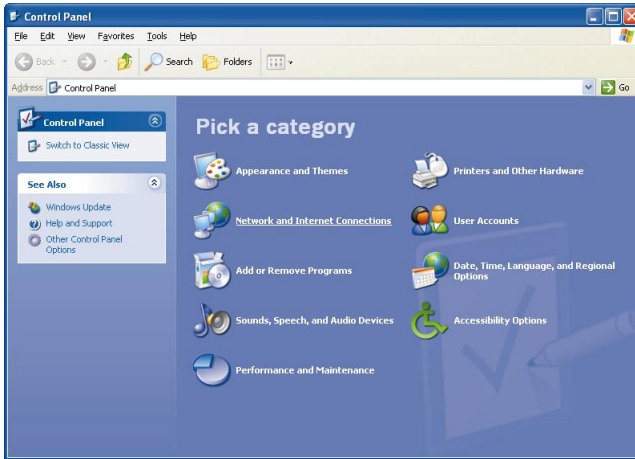 Control Panel
File Edit View Favorites Tools Help
Back Search Folders
Address Control Panel Go
Control Panel
Switch to Classic View
See Also
Windows Update
Help and Support
Other Control Panel
Options
Pick a category
Appearance and Themes
Printers and Other Hardware
Network and Internet Connections
User Accounts
Add or Remove Programs
Date, Time, Language, and Regional
Options
Sounds, Speech, and Audio Devices
Accessibility Options
Performance and Maintenance